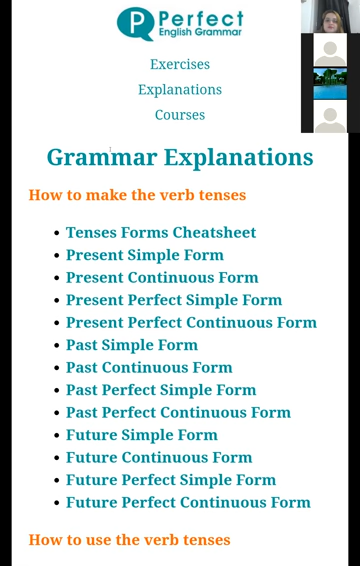 Perfect
English Grammar
Exercises
Explanations
Courses
Grammar Explanations
How to make the verb tenses
Tenses Forms Cheatsheet
Present Simple Form
Present Continuous Form
Present Perfect Simple Form
Present Perfect Continuous Form
Past Simple Form
Past Continuous Form
Past Perfect Simple Form
Past Perfect Continuous Form
Future Simple Form
Future Continuous Form
Future Perfect Simple Form
Future Perfect Continuous Form
How to use the verb tenses